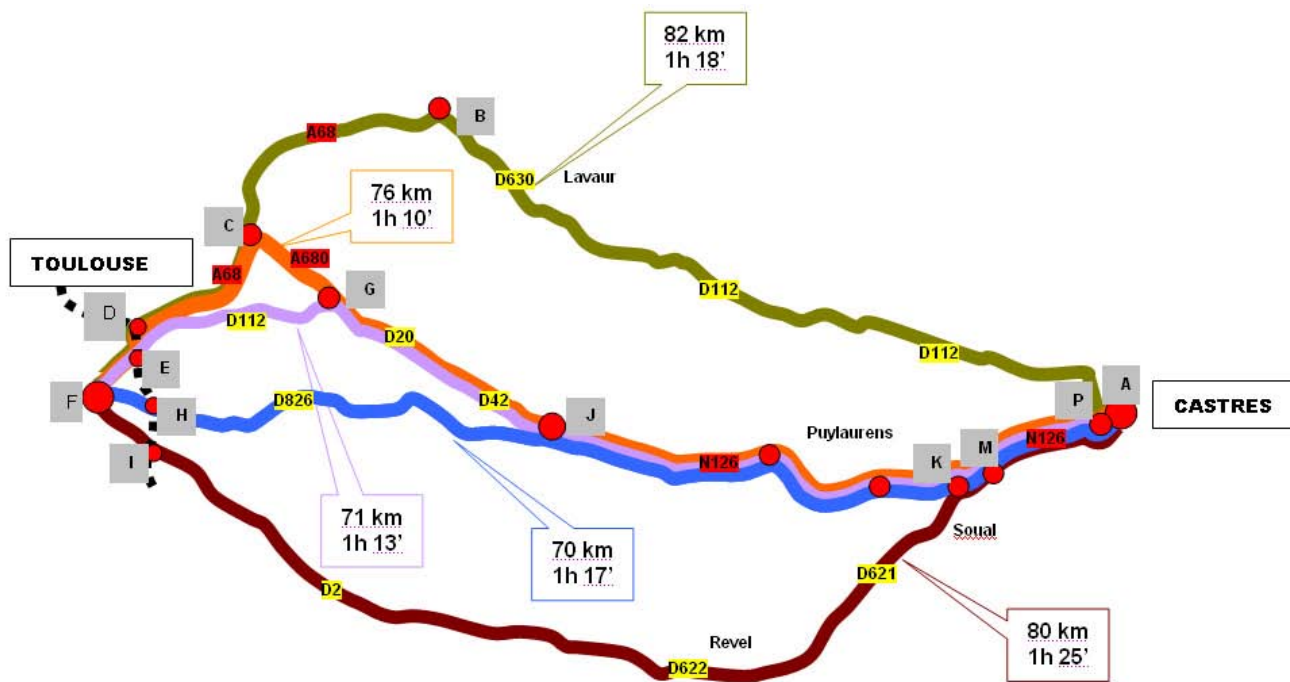 82 km
1h 18'
B
A68
D630
Lavaur
76 km
1h 10'
C
TOULOUSE
A68
A680
G
D
D112
D20
D112
D112
E
F
H
D826
D42
J
P
A
CASTRES
Puylaurens
N126
M
K
N126
I
71 km
1h 13'
70 km
1h 17'
Soual
D621
D2
Revel
D622
80 km
1h 25'